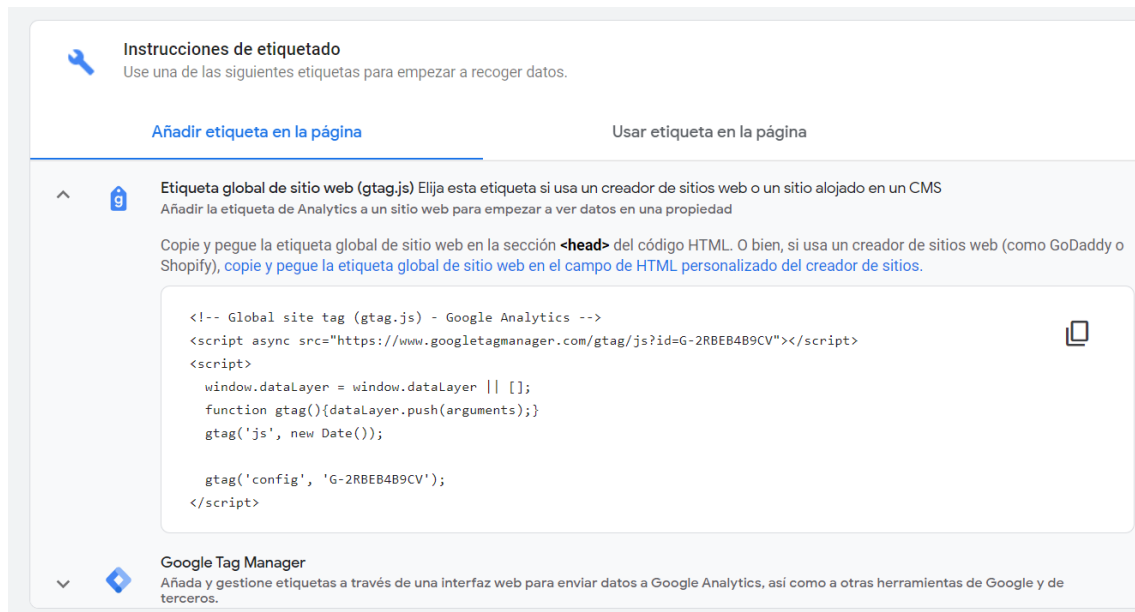 Instrucciones de etiquetado
Use una de las siguientes etiquetas para empezar a recoger datos.
Añadir etiqueta en la página
Usar etiqueta en la página
g
Etiqueta global de sitio web (gtag.js) Elija esta etiqueta si usa un creador de sitios web o un sitio alojado en un CMS
Añadir la etiqueta de Analytics a un sitio web para empezar a ver datos en una propiedad
Copie y pegue la etiqueta global de sitio web en la sección <head> del código HTML. O bien, si usa un creador de sitios web (como GoDaddy o
Shopify), copie y pegue la etiqueta global de sitio web en el campo de HTML personalizado del creador de sitios.
<!-- Global site tag (gtag.js) - Google Analytics -->
<script async src="https://www.googletagmanager.com/gtag/js?id=G-2RBEB4B9CV"></script>
<script>
window.dataLayer = window.dataLayer || [];
function gtag(){dataLayer.push(arguments);}
gtag('js', new Date());
gtag('config', 'G-2RBEB4B9CV');
</script>
Google Tag Manager
Añada y gestione etiquetas a través de una interfaz web para enviar datos a Google Analytics, así como a otras herramientas de Google y de
terceros.